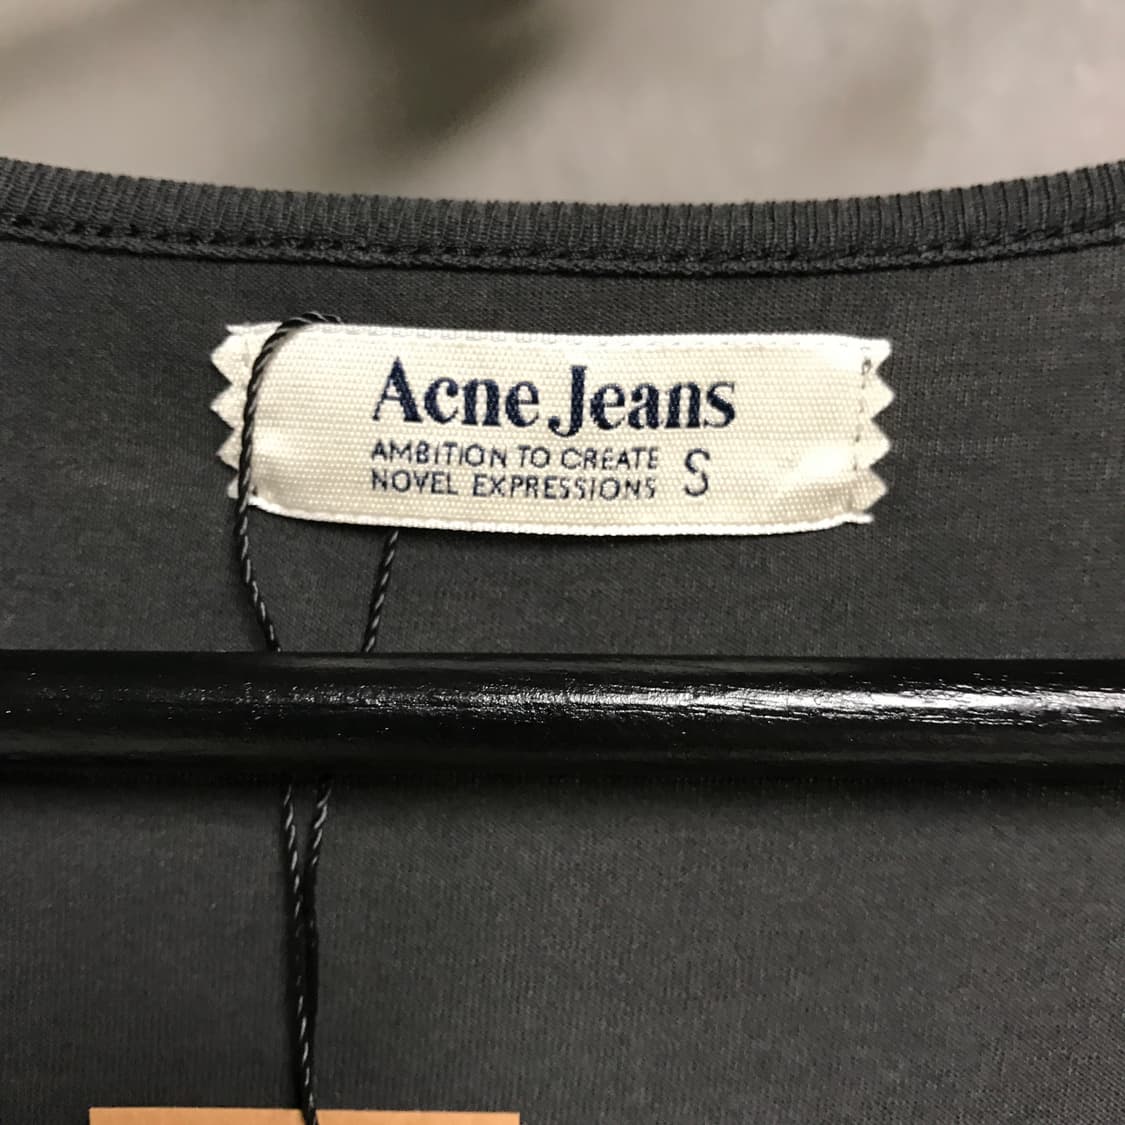 Acne Jeans
AMBITION TO CREATE S
NOVEL EXPRESSIONS